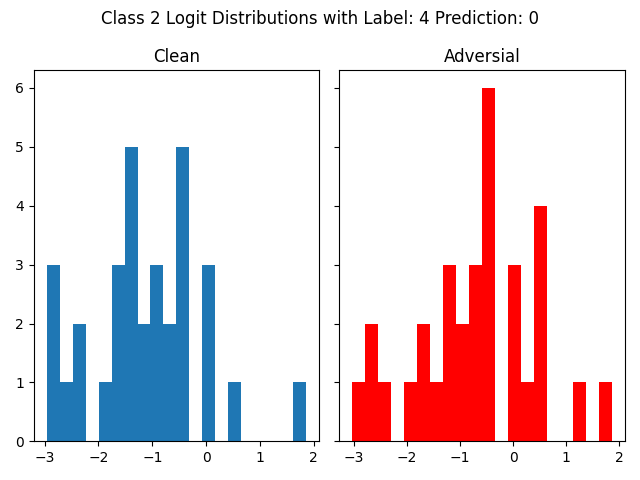 Class 2 Logit Distributions with Label: 4 Prediction: 0
Clean
Adversial
6
5
4
3
2
1
0
−3 −2 −1 0 1 2
−3 −2 −1 0 1 2